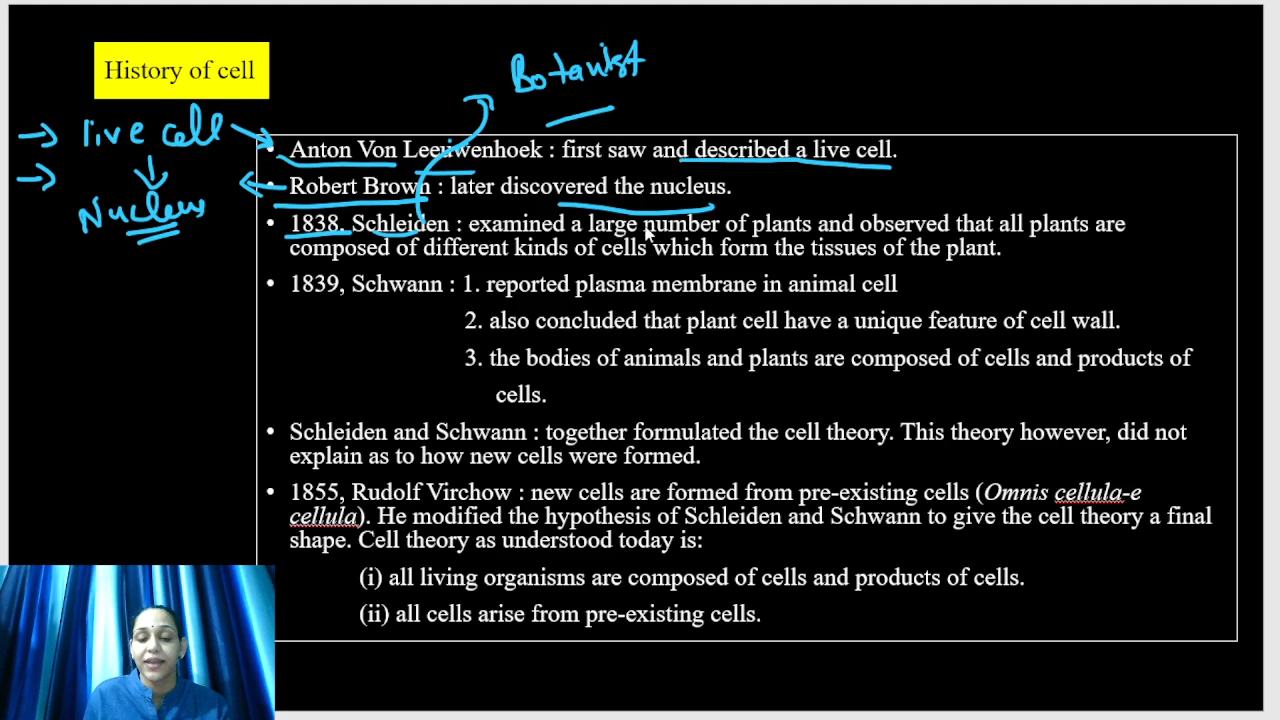 History of cell
Botanist
→ live cell
→
Nucleus
• Anton Von Leeuwenhoek : first saw and described a live cell.
• Robert Brown : later discovered the nucleus.
• 1838. Schleiden : examined a large number of plants and observed that all plants are
composed of different kinds of cells which form the tissues of the plant.
• 1839, Schwann : 1. reported plasma membrane in animal cell
2. also concluded that plant cell have a unique feature of cell wall.
3. the bodies of animals and plants are composed of cells and products of
cells.
• Schleiden and Schwann : together formulated the cell theory. This theory however, did not
explain as to how new cells were formed.
• 1855, Rudolf Virchow : new cells are formed from pre-existing cells (Omnis cellula-e
cellula). He modified the hypothesis of Schleiden and Schwann to give the cell theory a final
shape. Cell theory as understood today is:
(i) all living organisms are composed of cells and products of cells.
(ii) all cells arise from pre-existing cells.